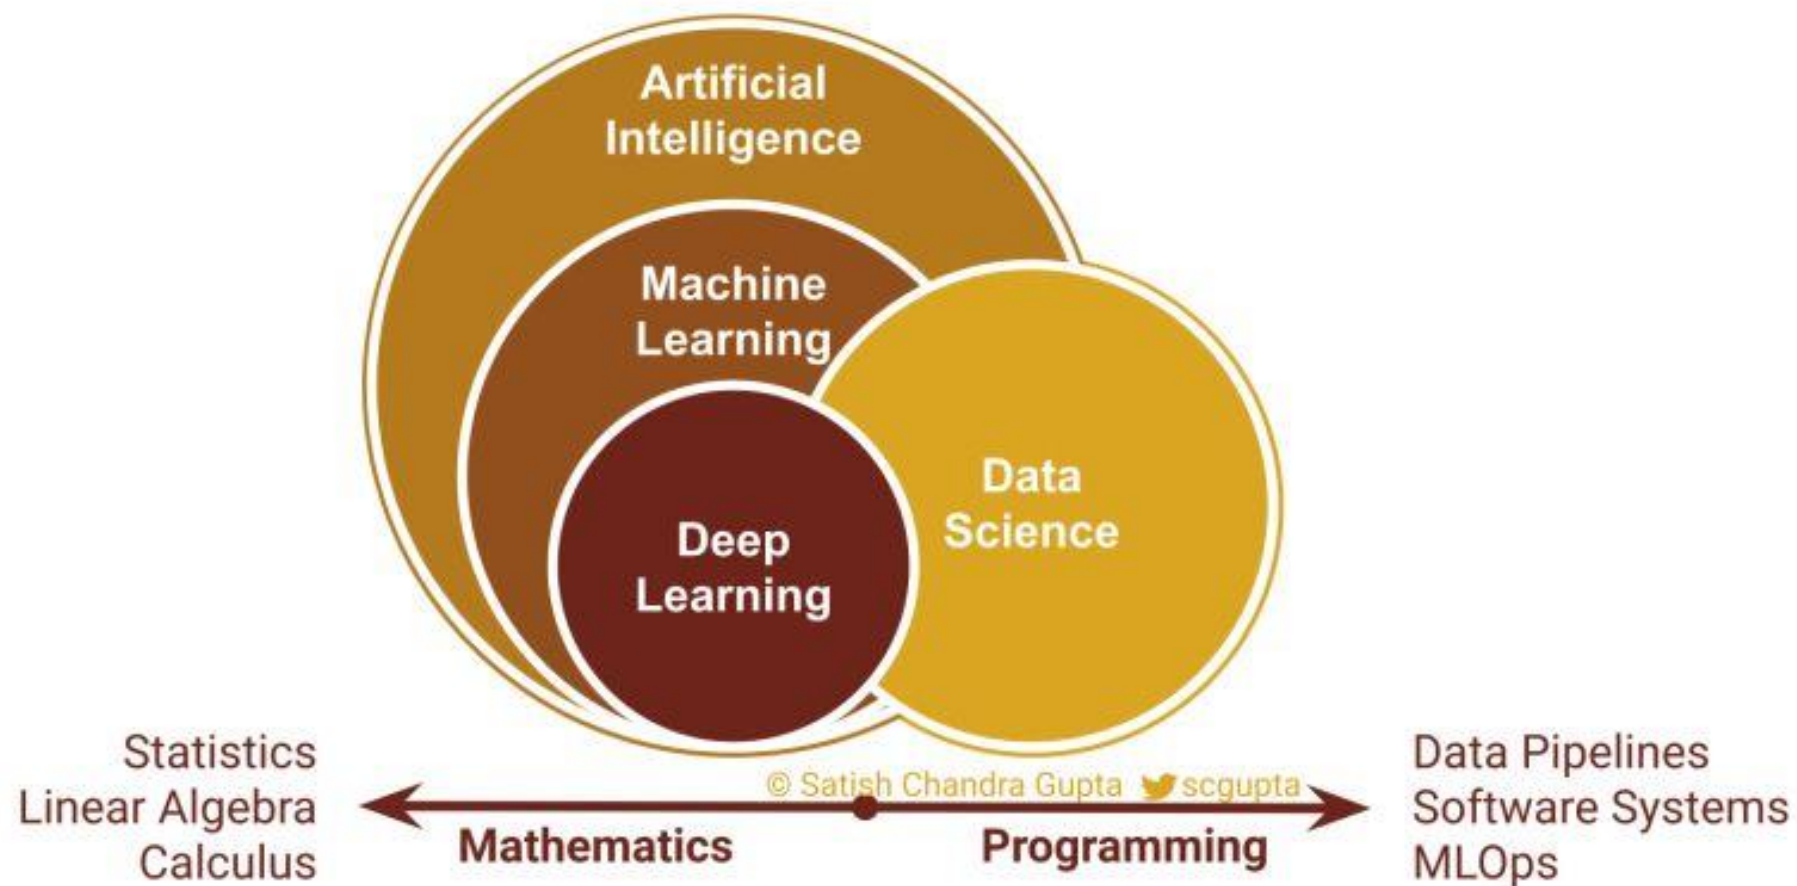 Artificial
Intelligence
Machine
Learning
Deep
Learning
Data
Science
Statistics
Linear Algebra
Calculus
© Satish Chandra Gupta scgupta
Mathematics
Programming
Data Pipelines
Software Systems
MLOps